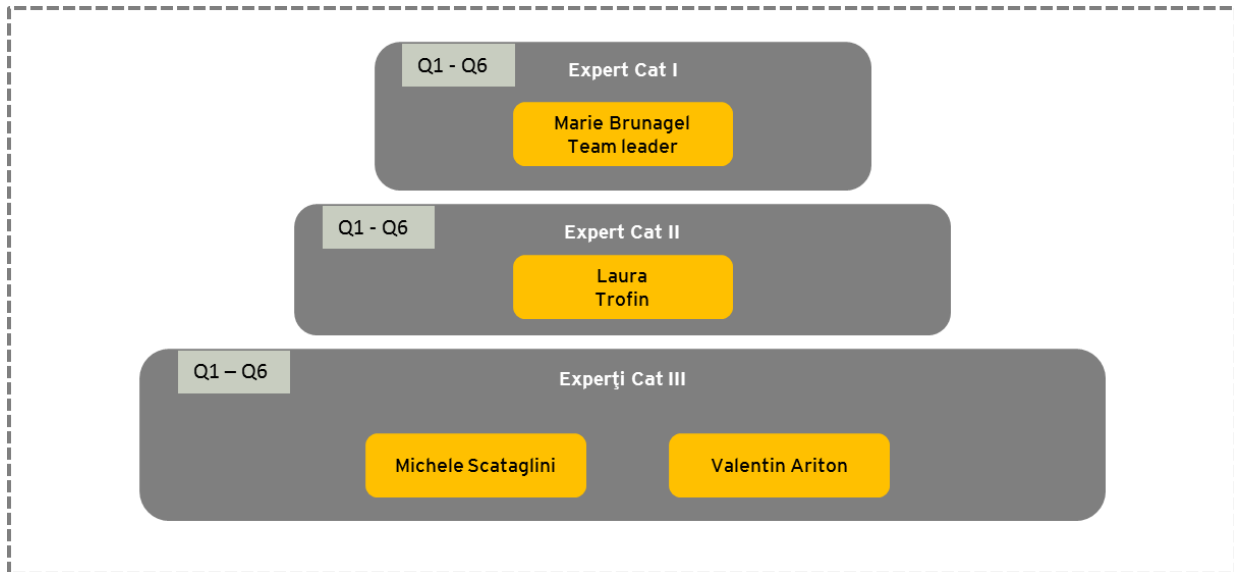 Q1 - Q6
Expert Cat I
Marie Brunagel
Team leader
Q1 - Q6
Expert Cat II
Laura
Trofin
Q1 – Q6
Experţi Cat III
Michele Scataglini
Valentin Ariton